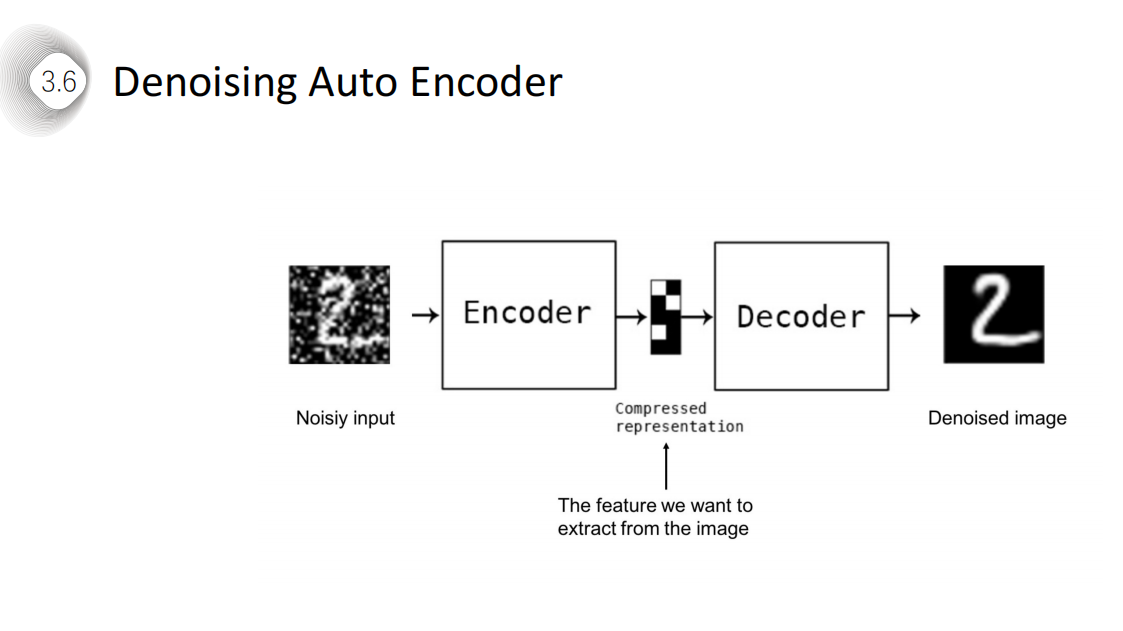 3.6
Denoising Auto Encoder
Encoder
Decoder
Noisiy input
Compressed
representation
Denoised image
The feature we want to
extract from the image